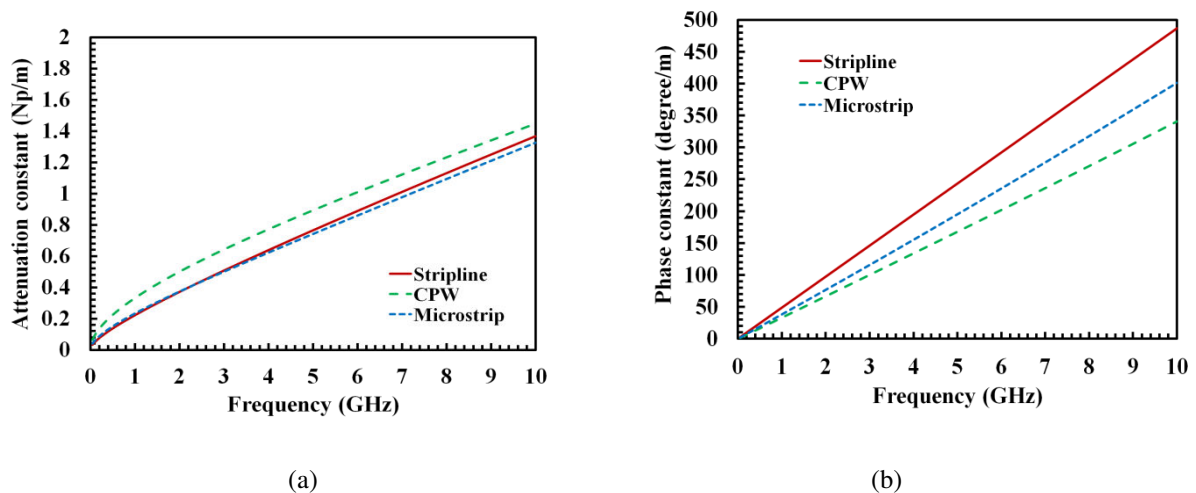 Attenuation constant (Np/m)
2
1.8
1.6
1.4
1.2
1
0.8
0.6
0.4
0.2
0
Stripline
CPW
Microstrip
0 1 2 3 4 5 6 7 8 9 10
Frequency (GHz)
(a)
Phase constant (degree/m)
500
450
400
350
300
250
200
150
100
50
0
Stripline
CPW
Microstrip
0 1 2 3 4 5 6 7 8 9 10
Frequency (GHz)
(b)